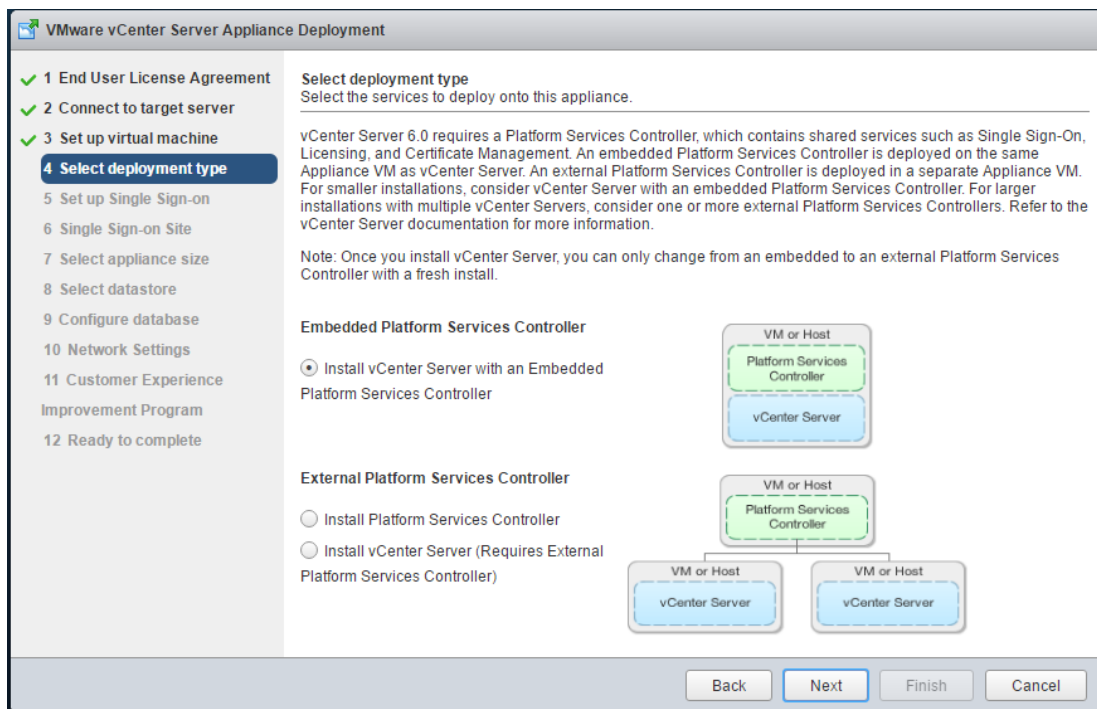 VMware vCenter Server Appliance Deployment
1 End User License Agreement
2 Connect to target server
3 Set up virtual machine
4 Select deployment type
5 Set up Single Sign-on
6 Single Sign-on Site
7 Select appliance size
8 Select datastore
9 Configure database
10 Network Settings
11 Customer Experience
Improvement Program
12 Ready to complete
Select deployment type
Select the services to deploy onto this appliance.
vCenter Server 6.0 requires a Platform Services Controller, which contains shared services such as Single Sign-On,
Licensing, and Certificate Management. An embedded Platform Services Controller is deployed on the same
Appliance VM as vCenter Server. An external Platform Services Controller is deployed in a separate Appliance VM.
For smaller installations, consider vCenter Server with an embedded Platform Services Controller. For larger
installations with multiple vCenter Servers, consider one or more external Platform Services Controllers. Refer to the
vCenter Server documentation for more information.
Note: Once you install vCenter Server, you can only change from an embedded to an external Platform Services
Controller with a fresh install.
Embedded Platform Services Controller
Install vCenter Server with an Embedded
Platform Services Controller
VM or Host
Platform Services
Controller
vCenter Server
External Platform Services Controller
Install Platform Services Controller
Install vCenter Server (Requires External
Platform Services Controller)
VM or Host
Platform Services
Controller
VM or Host
vCenter Server
VM or Host
vCenter Server
Back
Next
Finish
Cancel